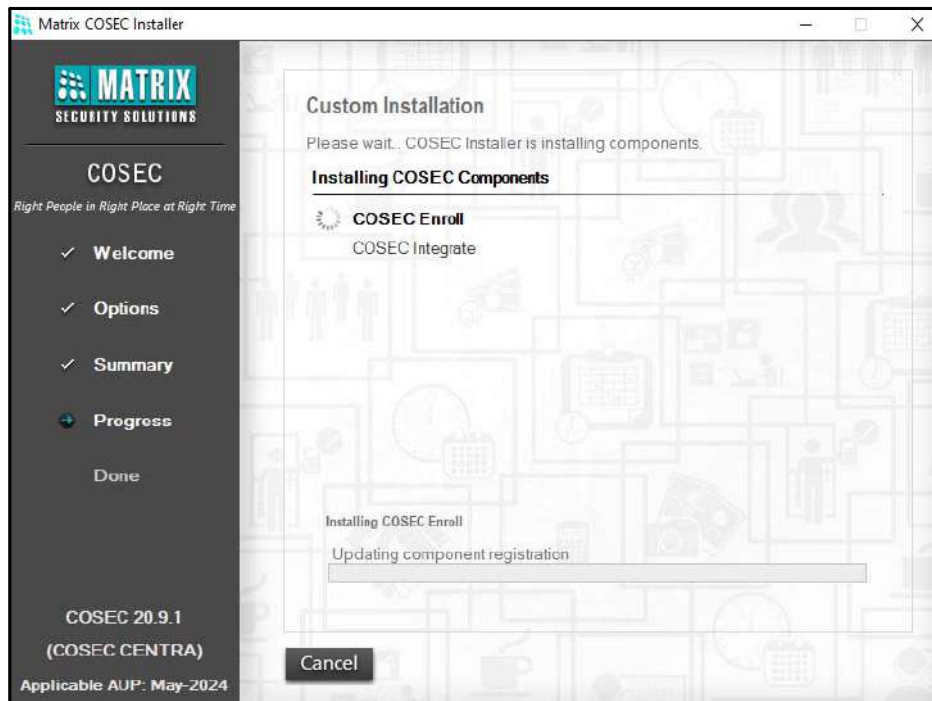 Matrix COSEC Installer
MATRIX
SECURITY SOLUTIONS
COSEC
Right People in Right Place at Right Time
Welcome
Options
Summary
Progress
Done
COSEC 20.9.1
(COSEC CENTRA)
Applicable AUP: May-2024
Custom Installation
Please wait.. COSEC Installer is installing components.
Installing COSEC Components
COSEC Enroll
COSEC Integrate
Installing COSEC Enroll
Updating component registration
Cancel